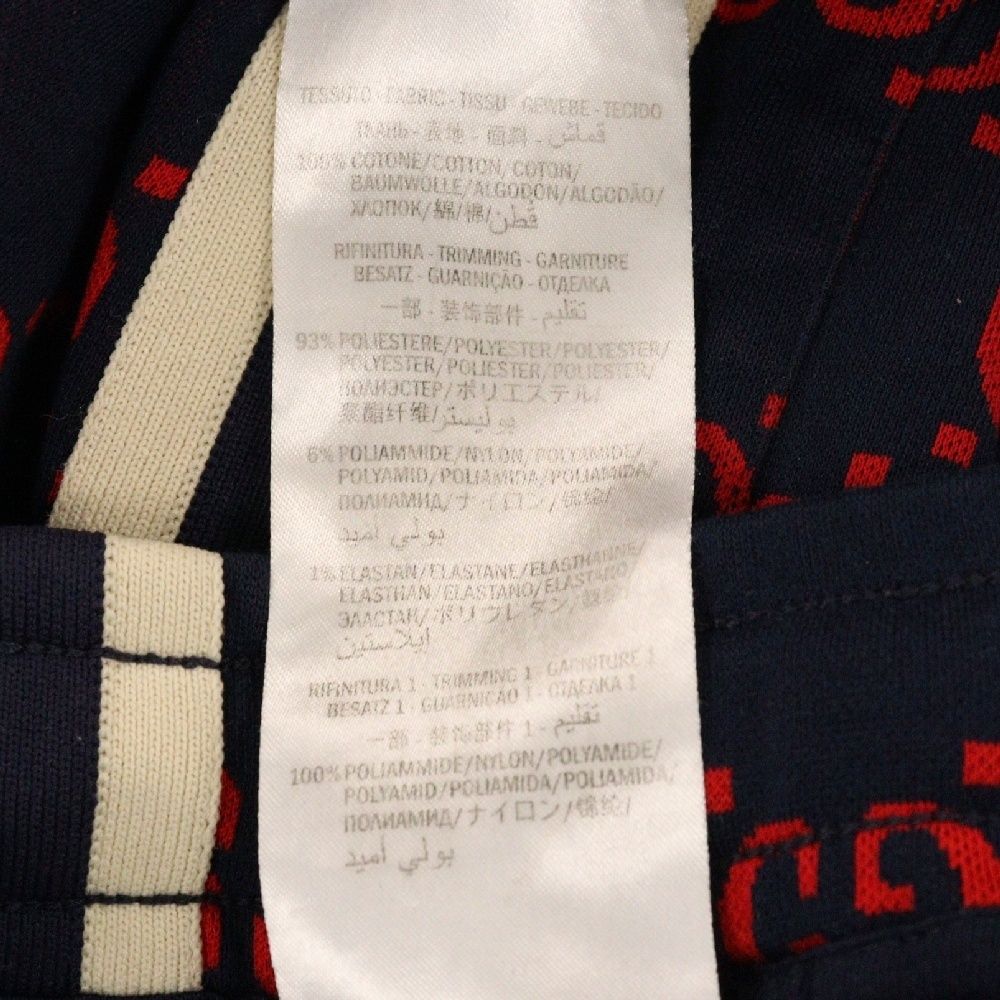 TESSUTO - FABRIC - TISSU - GEWEBE - TECIDO
ТКАНЬ - 表地 - 面料 - قماش
100% COTONE/COTTON/COTON/
BAUMWOLLE/ALGODÓN/ALGODÃO/
ХЛОПОК/綿/棉/قطن
RIFINITURA - TRIMMING - GARNITURE
BESATZ - GUARNIÇÃO - ОТДЕЛКА
一部 - 装饰部件 - تقليم
93% POLIESTERE/POLYESTER/POLYESTER/
POLYESTER/POLIESTER/POLIÉSTER/
ПОЛИЭСТЕР/ポリエステル/
聚酯纤维/بوليستر
6% POLIAMMIDE/NYLON/POLYAMIDE/
POLYAMID/POLIAMIDA/POLIAMIDA/
ПОЛИАМИД/ナイロン/锦纶/
بولي اميد
1% ELASTAN/ELASTANE/ELASTHANNE/
ELASTHAN/ELASTANO/ELASTANO/
ЭЛАСТАН/ポリウレタン/
ايلاستين
RIFINITURA 1 - TRIMMING 1 - GARNITURE 1
BESATZ 1 - GUARNIÇÃO 1 - ОТДЕЛКА 1
一部 - 装饰部件 1 - تقليم
100% POLIAMMIDE/NYLON/POLYAMIDE/
POLYAMID/POLIAMIDA/POLIAMIDA/
ПОЛИАМИД/ナイロン/锦纶/
بولي اميد